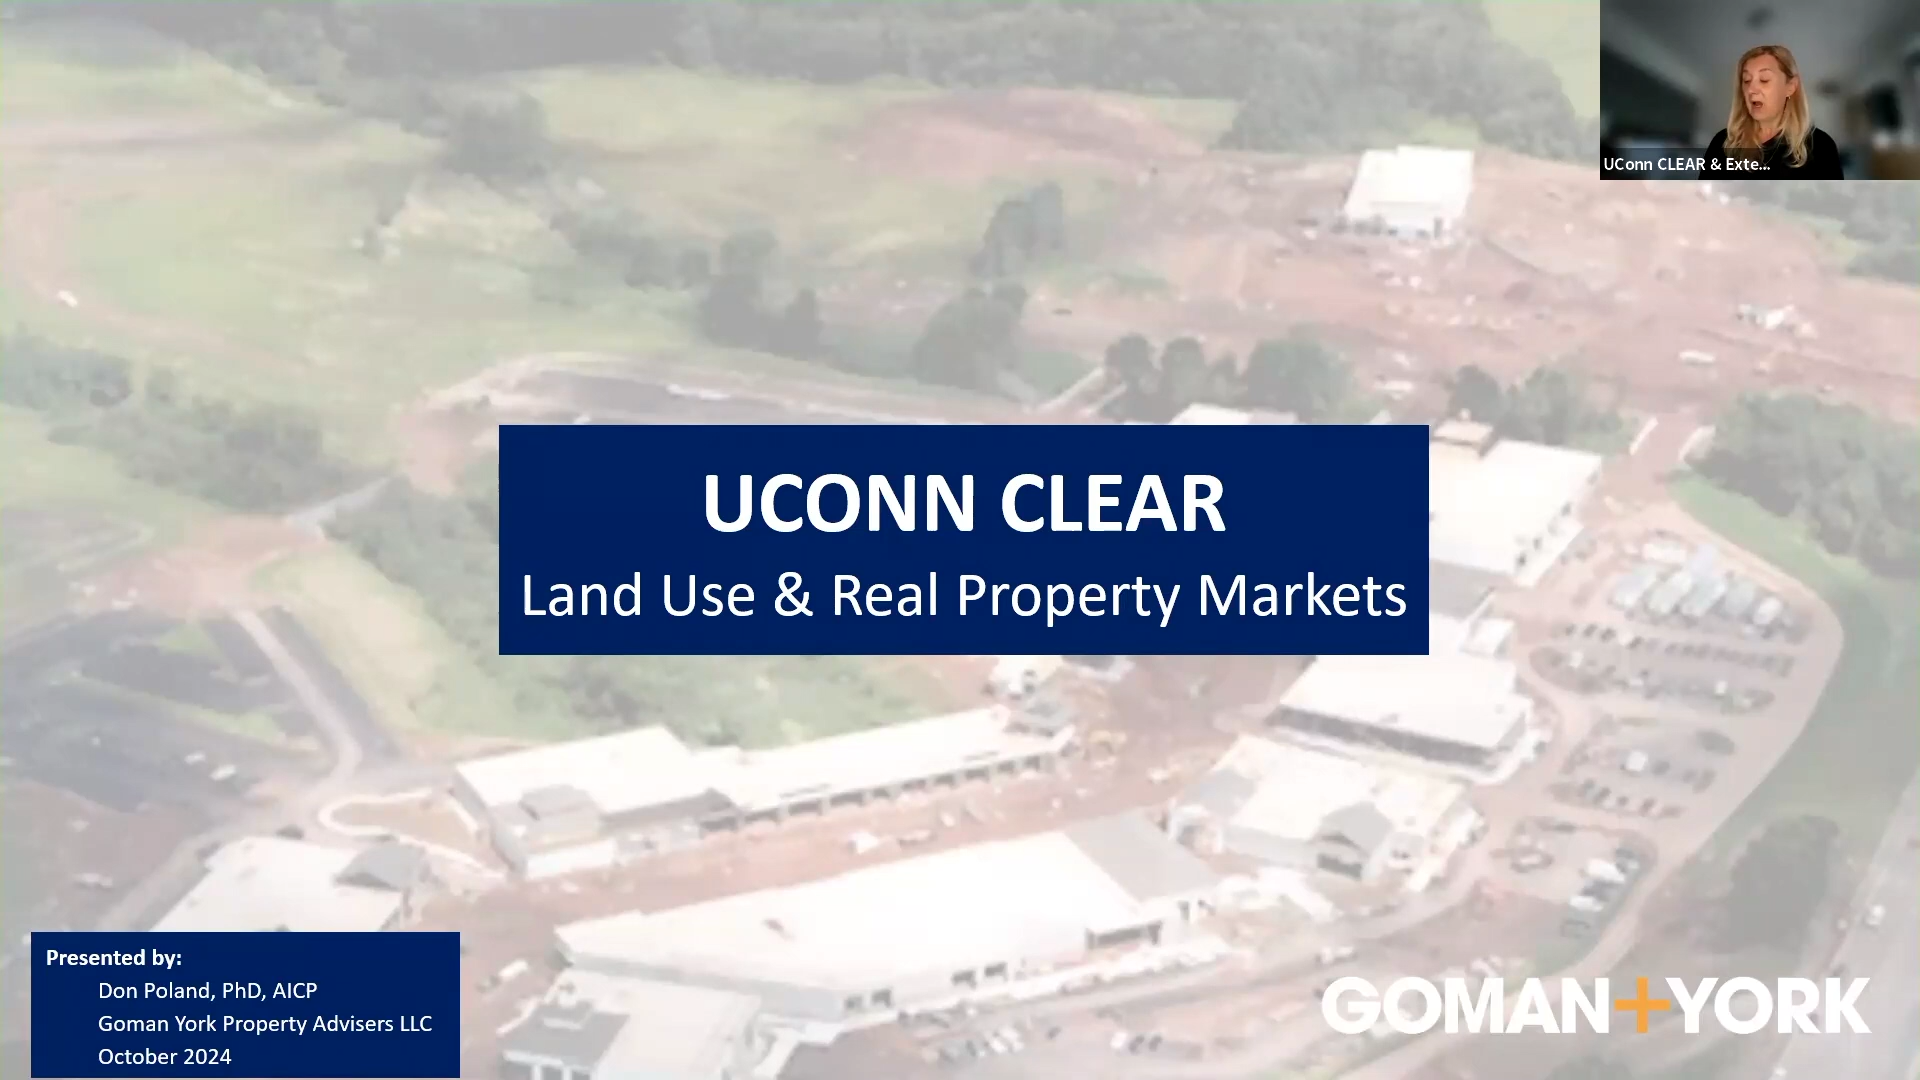 UConn CLEAR & Exte...
UCONN CLEAR
Land Use & Real Property Markets
Presented by:
Don Poland, PhD, AICP
Goman York Property Advisers LLC
October 2024
GOMAN+YORK